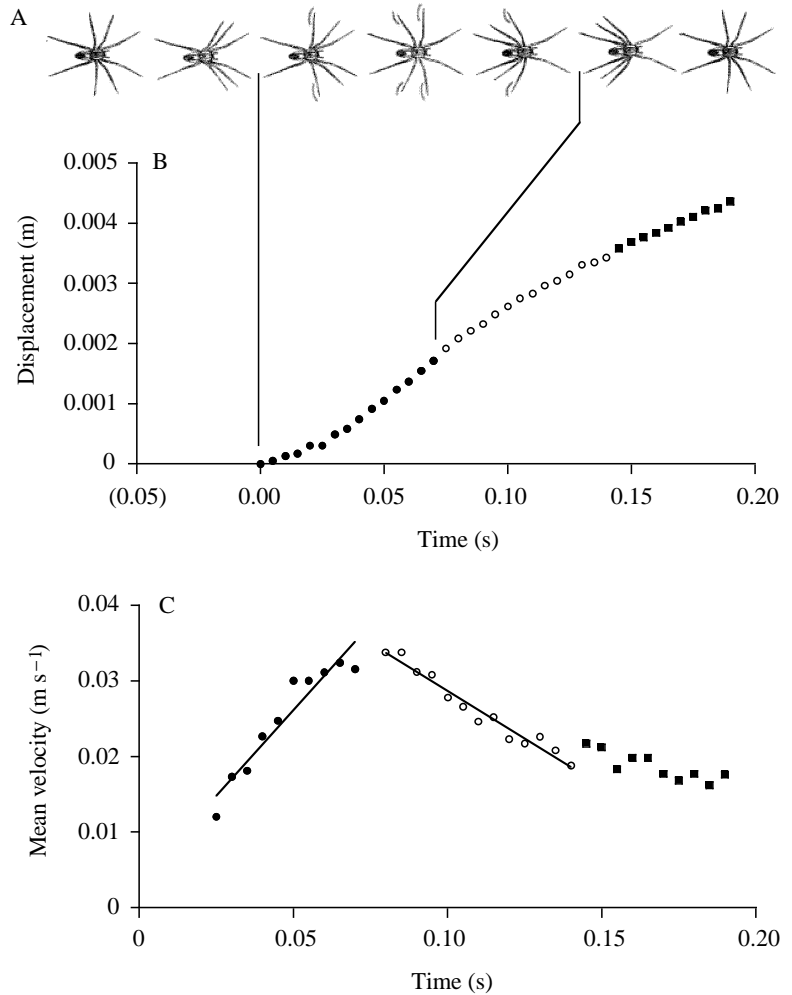 A
B
0.005
0.004
0.003
0.002
0.001
0
Displacement (m)
(0.05) 0.00 0.05 0.10 0.15 0.20
Time (s)
C
0.04
0.03
0.02
0.01
0
Mean velocity (m s⁻¹)
0 0.05 0.10 0.15 0.20
Time (s)